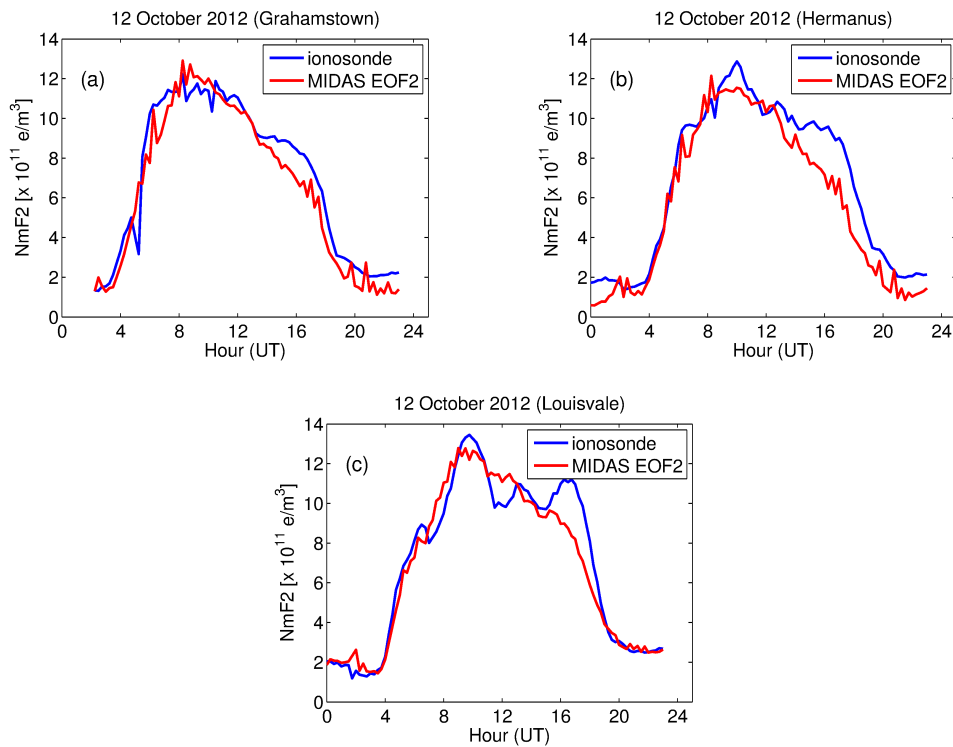 12 October 2012 (Grahamstown)
(a)
ionosonde
MIDAS EOF2
NmF2 [x 10^11 e/m^3]
14
12
10
8
6
4
2
0
0 4 8 12 16 20 24
Hour (UT)
12 October 2012 (Hermanus)
(b)
ionosonde
MIDAS EOF2
NmF2 [x 10^11 e/m^3]
14
12
10
8
6
4
2
0
0 4 8 12 16 20 24
Hour (UT)
12 October 2012 (Louisvale)
(c)
ionosonde
MIDAS EOF2
NmF2 [x 10^11 e/m^3]
14
12
10
8
6
4
2
0
0 4 8 12 16 20 24
Hour (UT)